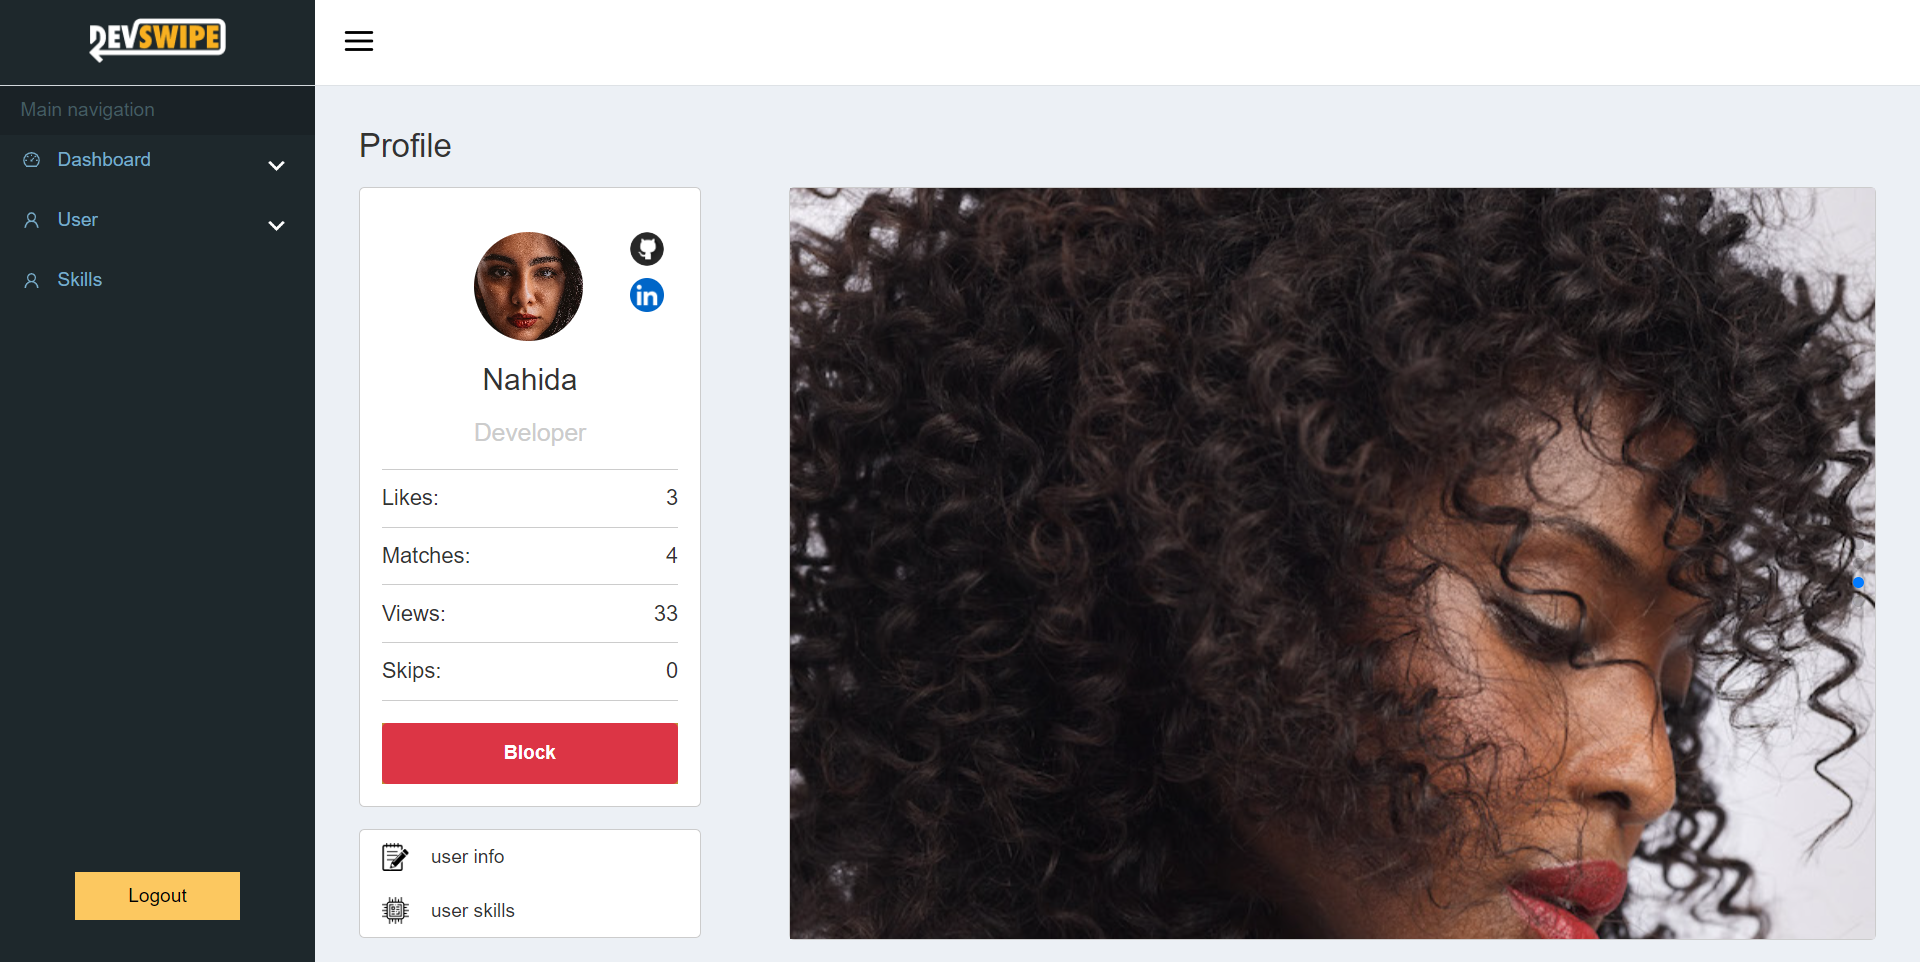 DEVSWIPE
Main navigation
Dashboard
User
Skills
Logout
Profile
in
Nahida
Developer
Likes: 3
Matches: 4
Views: 33
Skips: 0
Block
user info
user skills